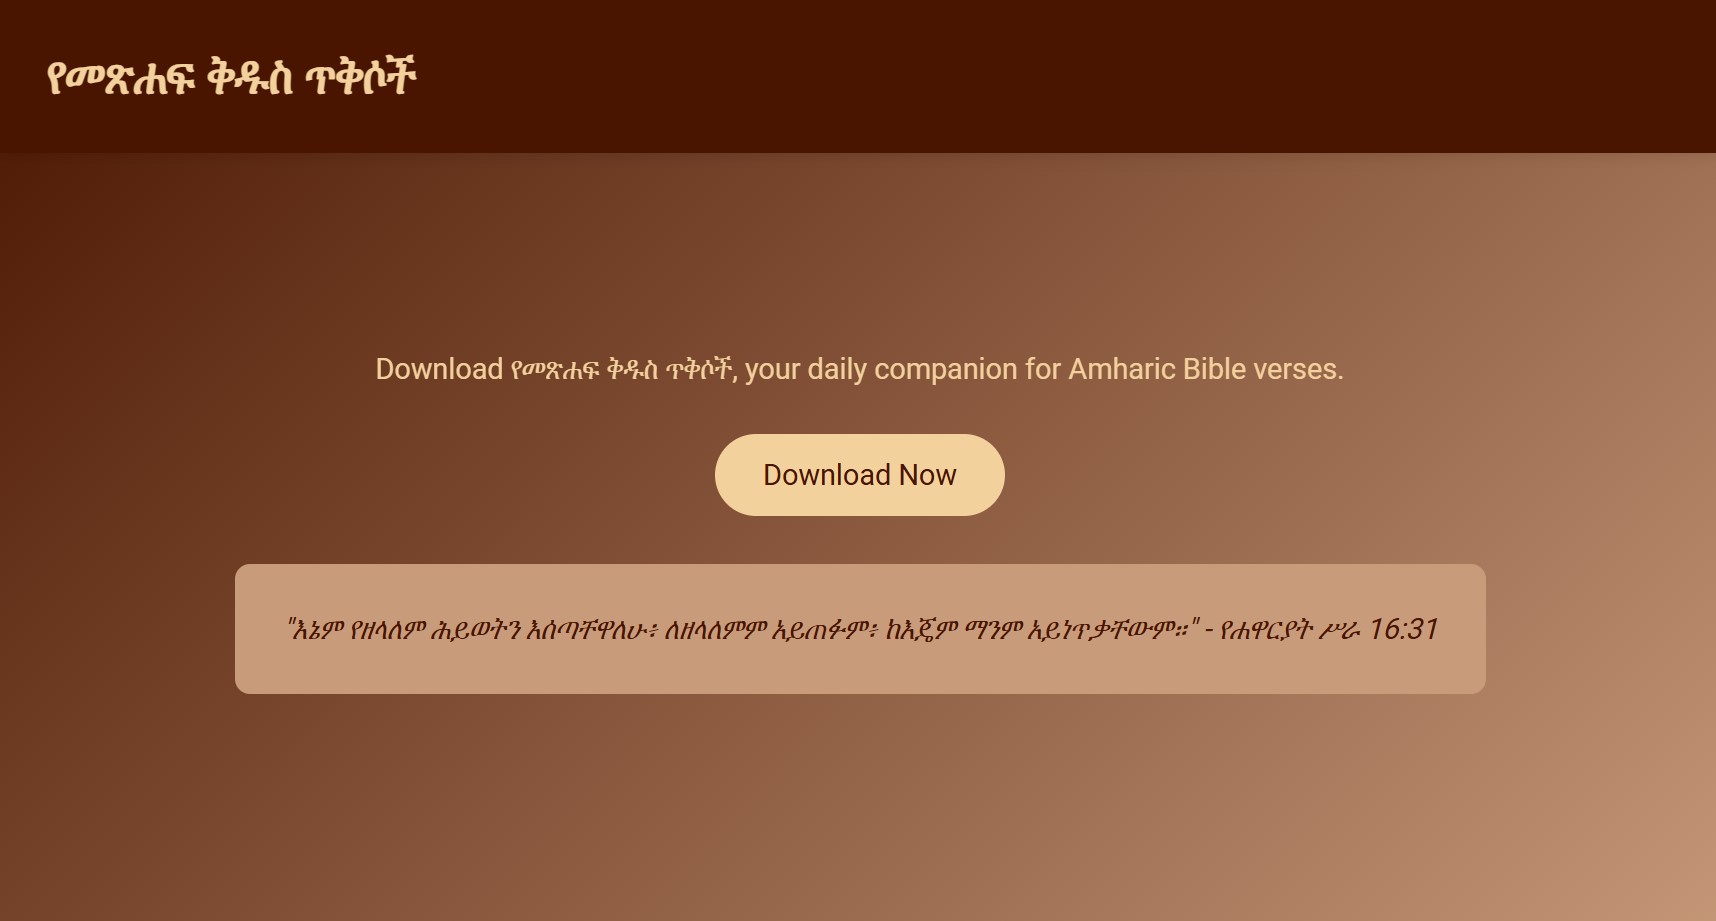 የመጽሐፍ ቅዱስ ጥቅሶች
Download የመጽሐፍ ቅዱስ ጥቅሶች, your daily companion for Amharic Bible verses.
Download Now
"እኔም የዘላለም ሕይወትን እሰጣቸዋለሁ፥ ለዘላለምም አይጠፉም፥ ከእጄም ማንም አይነጥቃቸውም።" - የሐዋርያት ሥራ 16:31